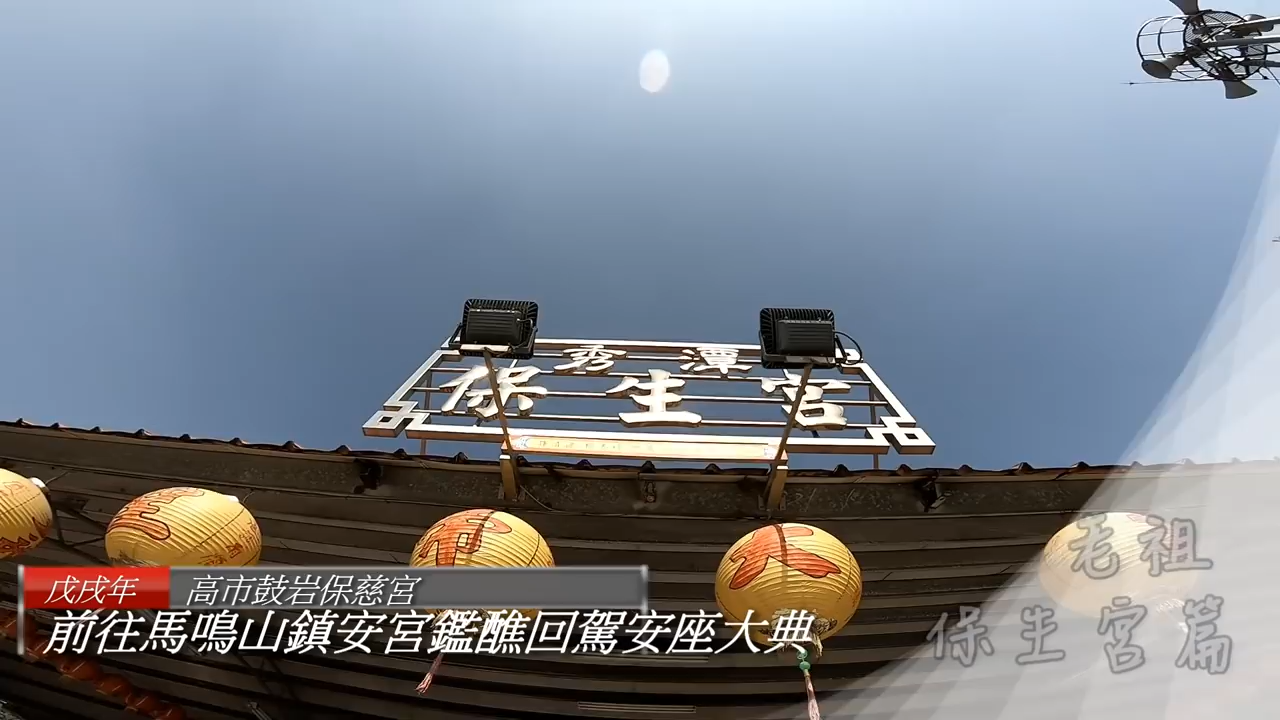 秀潭
保生宮
戊戌年 高市鼓岩保慈宮
前往馬鳴山鎮安宮鑑醮回駕安座大典
老祖
保生宮篇